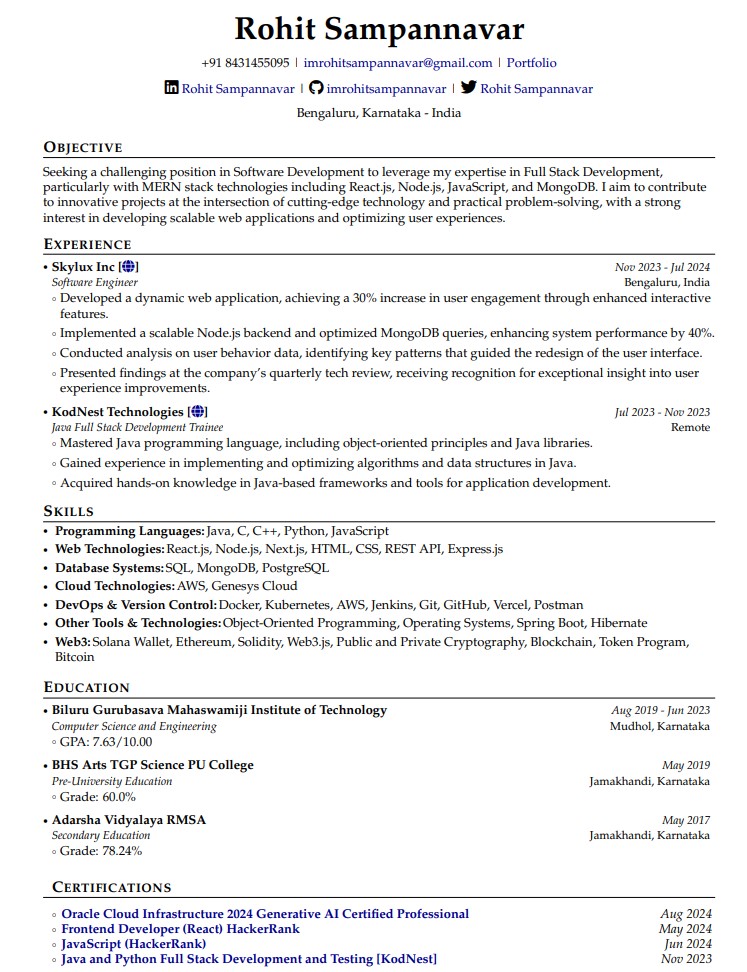 Rohit Sampannavar
+91 8431455095 | imrohitsampannavar@gmail.com | Portfolio
Rohit Sampannavar | imrohitsampannavar | Rohit Sampannavar
Bengaluru, Karnataka - India
OBJECTIVE
Seeking a challenging position in Software Development to leverage my expertise in Full Stack Development,
particularly with MERN stack technologies including React.js, Node.js, JavaScript, and MongoDB. I aim to contribute
to innovative projects at the intersection of cutting-edge technology and practical problem-solving, with a strong
interest in developing scalable web applications and optimizing user experiences.
EXPERIENCE
• Skylux Inc [] Nov 2023 - Jul 2024
Software Engineer Bengaluru, India
◦ Developed a dynamic web application, achieving a 30% increase in user engagement through enhanced interactive
features.
◦ Implemented a scalable Node.js backend and optimized MongoDB queries, enhancing system performance by 40%.
◦ Conducted analysis on user behavior data, identifying key patterns that guided the redesign of the user interface.
◦ Presented findings at the company's quarterly tech review, receiving recognition for exceptional insight into user
experience improvements.
• KodNest Technologies [] Jul 2023 - Nov 2023
Java Full Stack Development Trainee Remote
◦ Mastered Java programming language, including object-oriented principles and Java libraries.
◦ Gained experience in implementing and optimizing algorithms and data structures in Java.
◦ Acquired hands-on knowledge in Java-based frameworks and tools for application development.
SKILLS
• Programming Languages: Java, C, C++, Python, JavaScript
• Web Technologies: React.js, Node.js, Next.js, HTML, CSS, REST API, Express.js
• Database Systems: SQL, MongoDB, PostgreSQL
• Cloud Technologies: AWS, Genesys Cloud
• DevOps & Version Control: Docker, Kubernetes, AWS, Jenkins, Git, GitHub, Vercel, Postman
• Other Tools & Technologies: Object-Oriented Programming, Operating Systems, Spring Boot, Hibernate
• Web3: Solana Wallet, Ethereum, Solidity, Web3.js, Public and Private Cryptography, Blockchain, Token Program,
Bitcoin
EDUCATION
• Biluru Gurubasava Mahaswamiji Institute of Technology Aug 2019 - Jun 2023
Computer Science and Engineering Mudhol, Karnataka
◦ GPA: 7.63/10.00
• BHS Arts TGP Science PU College May 2019
Pre-University Education Jamakhandi, Karnataka
◦ Grade: 60.0%
• Adarsha Vidyalaya RMSA May 2017
Secondary Education Jamakhandi, Karnataka
◦ Grade: 78.24%
CERTIFICATIONS
◦ Oracle Cloud Infrastructure 2024 Generative AI Certified Professional Aug 2024
◦ Frontend Developer (React) HackerRank May 2024
◦ JavaScript (HackerRank) Jun 2024
◦ Java and Python Full Stack Development and Testing [KodNest] Nov 2023